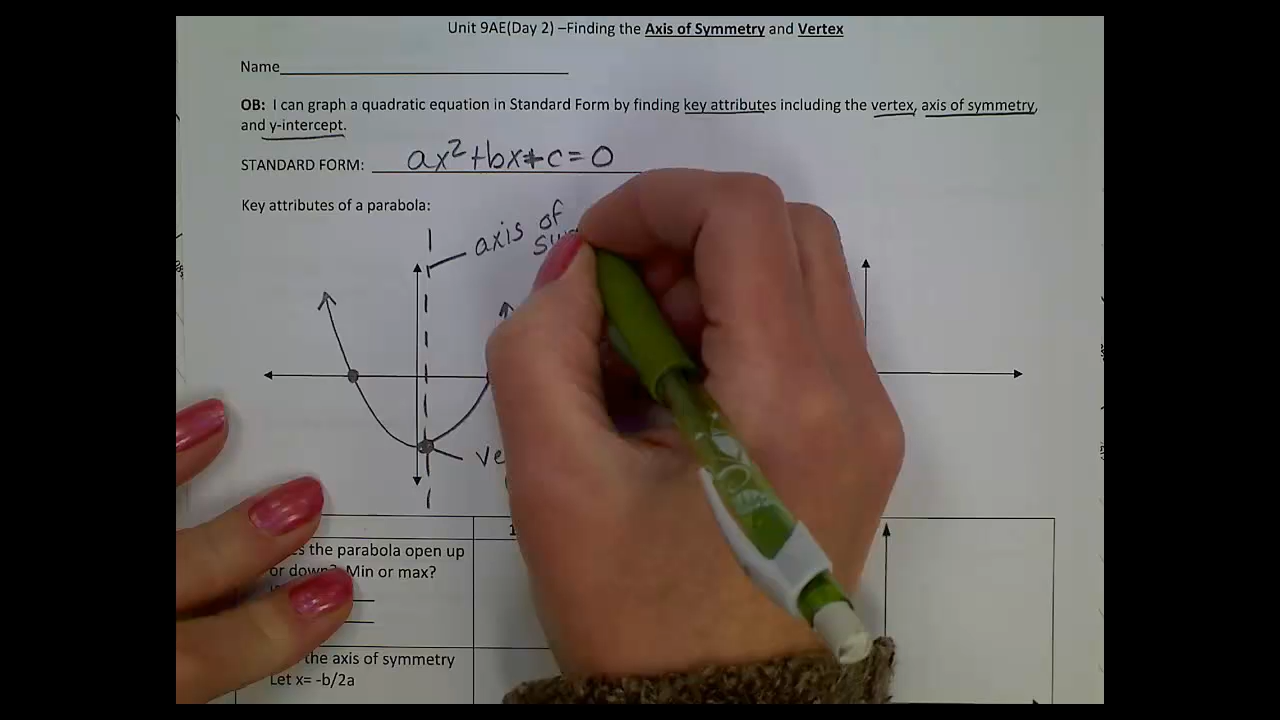 Unit 9AE(Day 2) –Finding the Axis of Symmetry and Vertex
Name
OB: I can graph a quadratic equation in Standard Form by finding key attributes including the vertex, axis of symmetry,
and y-intercept.
STANDARD FORM: ax²+bx+c=0
Key attributes of a parabola:
axis of
the parabola open up
or down? Min or max?
the axis of symmetry
Let x= -b/2a